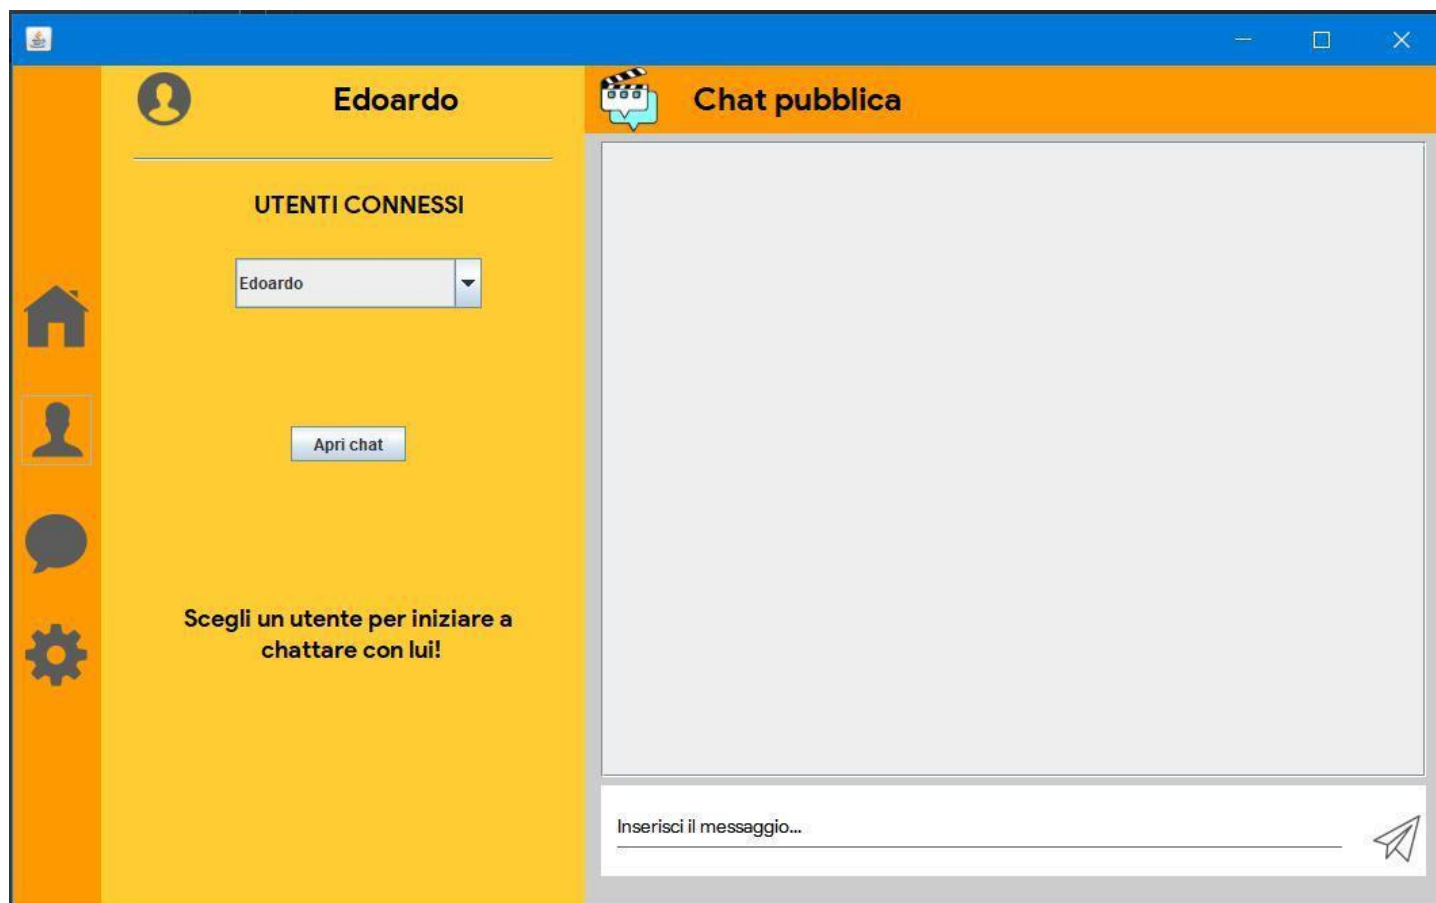 Edoardo
UTENTI CONNESSI
Edoardo
Apri chat
Scegli un utente per iniziare a
chattare con lui!
Chat pubblica
Inserisci il messaggio...